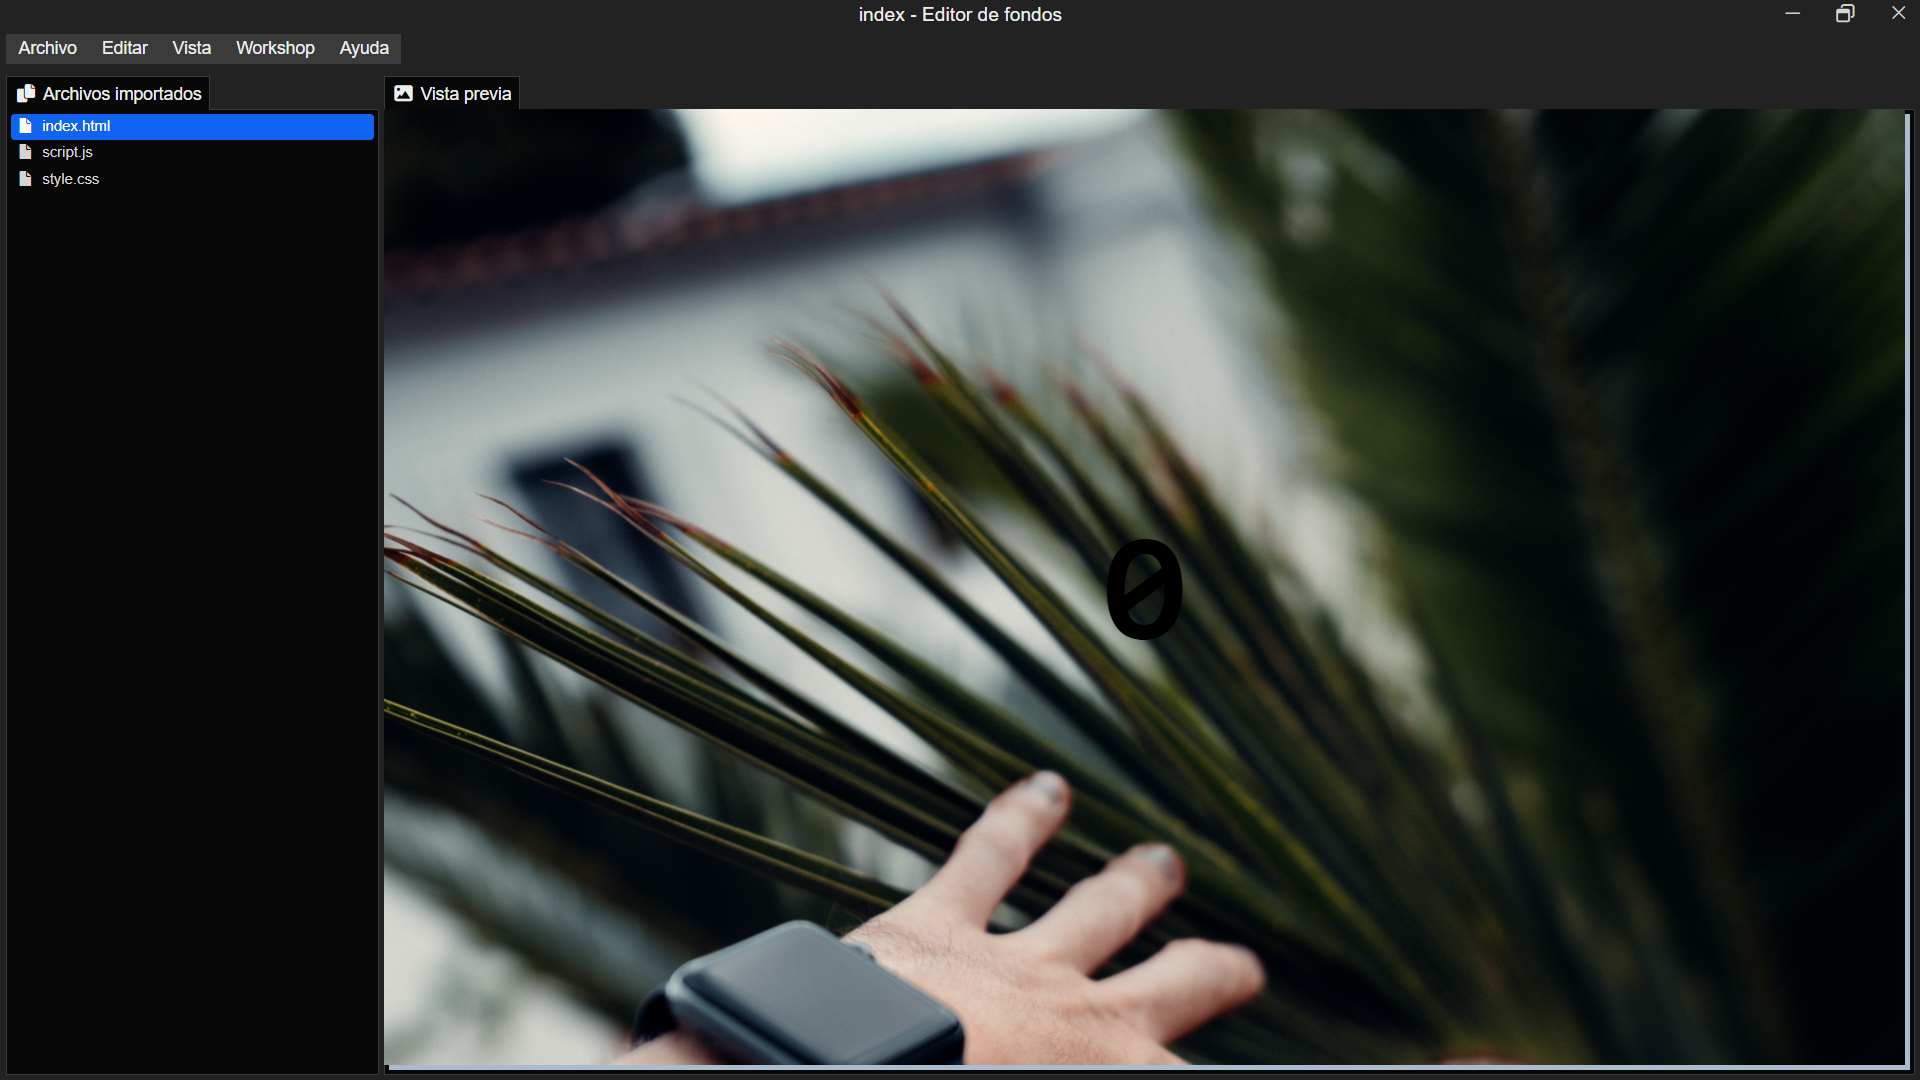 index - Editor de fondos
Archivo Editar Vista Workshop Ayuda
Archivos importados
index.html
script.js
style.css
Vista previa
0